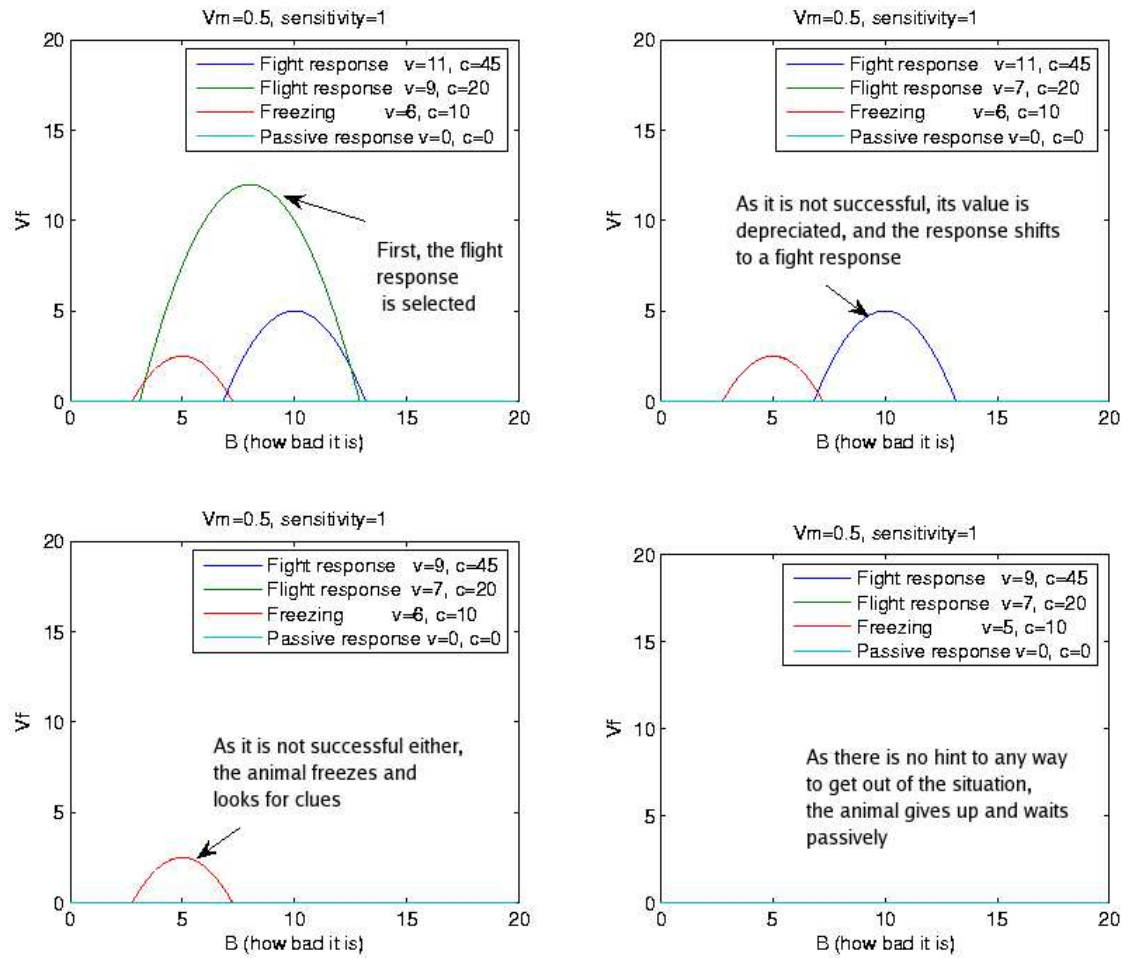 Vm=0.5, sensitivity=1
20
15
10
5
0
Vf
Fight response v=11, c=45
Flight response v=9, c=20
Freezing v=6, c=10
Passive response v=0, c=0
First, the flight
response
is selected
0 5 10 15 20
B (how bad it is)
Vm=0.5, sensitivity=1
20
15
10
5
0
Vf
Fight response v=11, c=45
Flight response v=7, c=20
Freezing v=6, c=10
Passive response v=0, c=0
As it is not successful, its value is
depreciated, and the response shifts
to a fight response
0 5 10 15 20
B (how bad it is)
Vm=0.5, sensitivity=1
20
15
10
5
0
Vf
Fight response v=9, c=45
Flight response v=7, c=20
Freezing v=6, c=10
Passive response v=0, c=0
As it is not successful either,
the animal freezes and
looks for clues
0 5 10 15 20
B (how bad it is)
Vm=0.5, sensitivity=1
20
15
10
5
0
Vf
Fight response v=9, c=45
Flight response v=7, c=20
Freezing v=5, c=10
Passive response v=0, c=0
As there is no hint to any way
to get out of the situation,
the animal gives up and waits
passively
0 5 10 15 20
B (how bad it is)